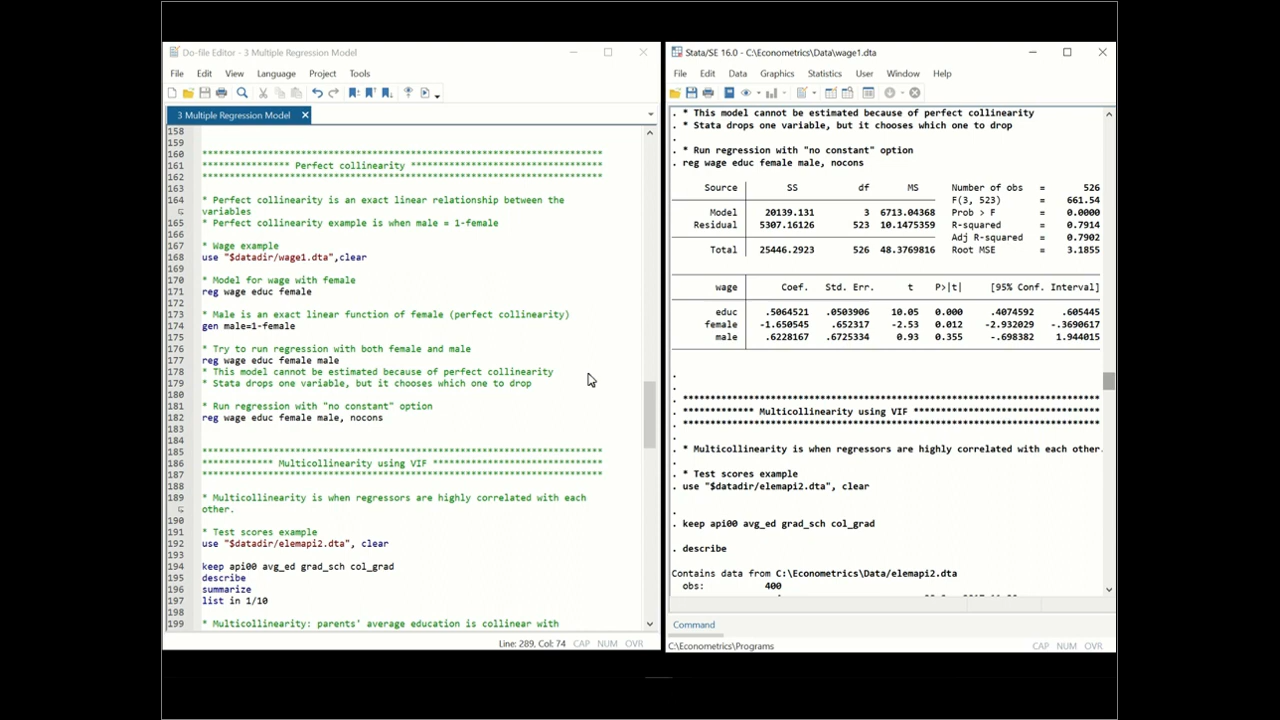 Do-file Editor - 3 Multiple Regression Model
File Edit View Language Project Tools
3 Multiple Regression Model
158
159
160 ***********************************************************************
161 *************** Perfect collinearity **********************************
162 ***********************************************************************
163
164 * Perfect collinearity is an exact linear relationship between the
variables
165 * Perfect collinearity example is when male = 1-female
166
167 * Wage example
168 use "$datadir/wage1.dta",clear
169
170 * Model for wage with female
171 reg wage educ female
172
173 * Male is an exact linear function of female (perfect collinearity)
174 gen male=1-female
175
176 * Try to run regression with both female and male
177 reg wage educ female male
178 * This model cannot be estimated because of perfect collinearity
179 * Stata drops one variable, but it chooses which one to drop
180
181 * Run regression with "no constant" option
182 reg wage educ female male, nocons
183
184
185 ***********************************************************************
186 ************ Multicollinearity using VIF ******************************
187 ***********************************************************************
188
189 * Multicollinearity is when regressors are highly correlated with each
other.
190
191 * Test scores example
192 use "$datadir/elemapi2.dta", clear
193
194 keep api00 avg_ed grad_sch col_grad
195 describe
196 summarize
197 list in 1/10
198
199 * Multicollinearity: parents' average education is collinear with
Line: 289, Col: 74 CAP NUM OVR
Stata/SE 16.0 - C:\Econometrics\Data\wage1.dta
File Edit Data Graphics Statistics User Window Help
. * This model cannot be estimated because of perfect collinearity
. * Stata drops one variable, but it chooses which one to drop
.
. * Run regression with "no constant" option
. reg wage educ female male, nocons
Source SS df MS Number of obs = 526
F(3, 523) = 661.54
Model 20139.131 3 6713.04368 Prob > F = 0.0000
Residual 5307.16126 523 10.1475359 R-squared = 0.7914
Adj R-squared = 0.7902
Total 25446.2923 526 48.3769816 Root MSE = 3.1855
wage Coef. Std. Err. t P>|t| [95% Conf. Interval]
educ .5064521 .0503906 10.05 0.000 .4074592 .605445
female -1.650545 .652317 -2.53 0.012 -2.932029 -.3690617
male .6228167 .6725334 0.93 0.355 -.698382 1.944015
.
.
. ***********************************************************************
. ************ Multicollinearity using VIF ******************************
. ***********************************************************************
.
. * Multicollinearity is when regressors are highly correlated with each other.
.
. * Test scores example
. use "$datadir/elemapi2.dta", clear
.
. keep api00 avg_ed grad_sch col_grad
. describe
Contains data from C:\Econometrics\Data/elemapi2.dta
obs: 400
Command
C:\Econometrics\Programs CAP NUM OVR